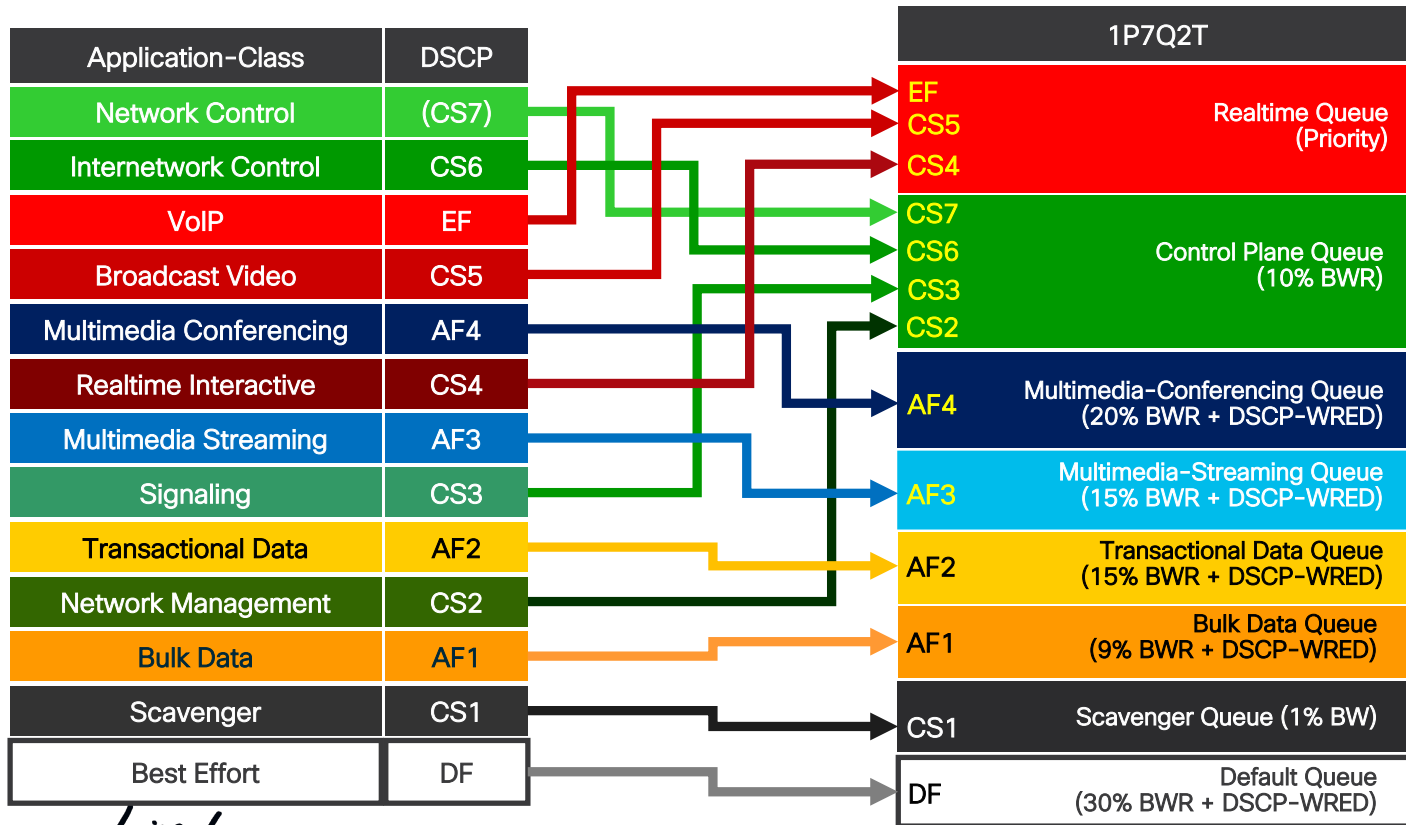 Application-Class DSCP
Network Control (CS7)
Internetwork Control CS6
VoIP EF
Broadcast Video CS5
Multimedia Conferencing AF4
Realtime Interactive CS4
Multimedia Streaming AF3
Signaling CS3
Transactional Data AF2
Network Management CS2
Bulk Data AF1
Scavenger CS1
Best Effort DF
1P7Q2T
EF
CS5
CS4
Realtime Queue
(Priority)
CS7
CS6
CS3
CS2
Control Plane Queue
(10% BWR)
AF4
Multimedia-Conferencing Queue
(20% BWR + DSCP-WRED)
AF3
Multimedia-Streaming Queue
(15% BWR + DSCP-WRED)
AF2
Transactional Data Queue
(15% BWR + DSCP-WRED)
AF1
Bulk Data Queue
(9% BWR + DSCP-WRED)
CS1
Scavenger Queue (1% BW)
DF
Default Queue
(30% BWR + DSCP-WRED)